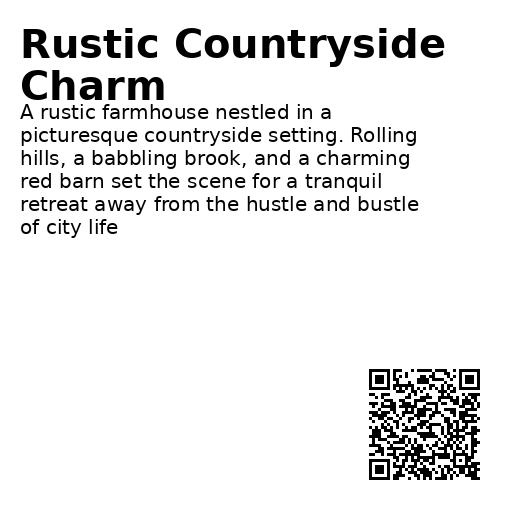 Rustic Countryside
Charm
A rustic farmhouse nestled in a
picturesque countryside setting. Rolling
hills, a babbling brook, and a charming
red barn set the scene for a tranquil
retreat away from the hustle and bustle
of city life